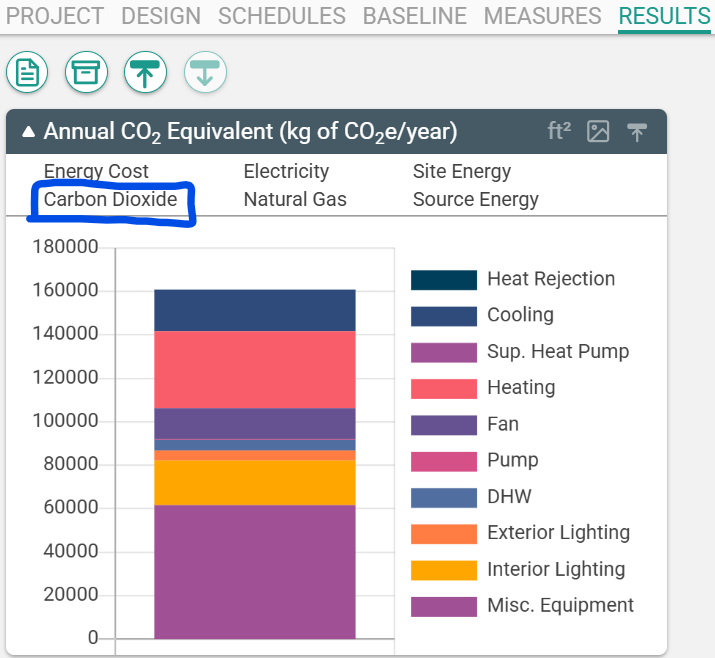 PROJECT DESIGN SCHEDULES BASELINE MEASURES RESULTS
Annual CO₂ Equivalent (kg of CO₂e/year) ft²
Energy Cost Electricity Site Energy
Carbon Dioxide Natural Gas Source Energy
180000
160000
140000
120000
100000
80000
60000
40000
20000
0
Heat Rejection
Cooling
Sup. Heat Pump
Heating
Fan
Pump
DHW
Exterior Lighting
Interior Lighting
Misc. Equipment